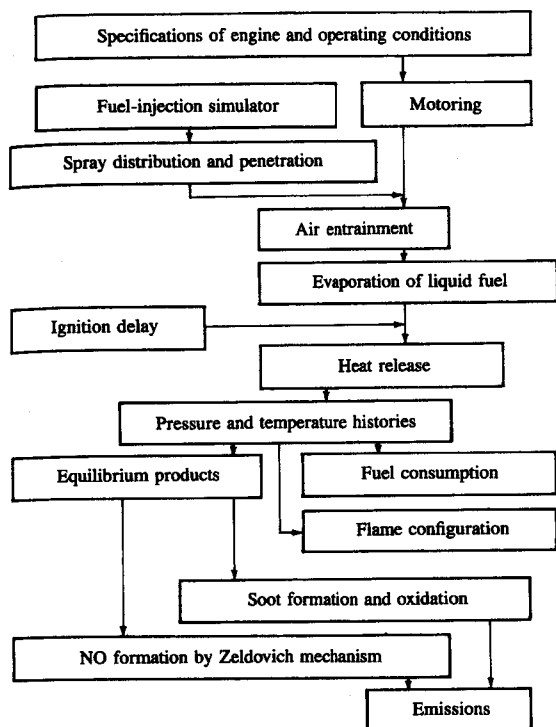 Specifications of engine and operating conditions
Fuel-injection simulator
Motoring
Spray distribution and penetration
Air entrainment
Evaporation of liquid fuel
Ignition delay
Heat release
Pressure and temperature histories
Equilibrium products
Fuel consumption
Flame configuration
Soot formation and oxidation
NO formation by Zeldovich mechanism
Emissions